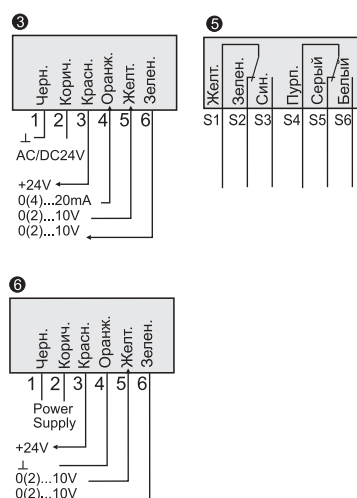 3
Черн.
Корич.
Красн.
Оранж.
Желт.
Зелен.
1 2 3 4 5 6
⊥
AC/DC24V
+24V
0(4)...20mA
0(2)...10V
0(2)...10V
5
Желт.
Зелен.
Син.
Пурп.
Серый
Белый
S1 S2 S3 S4 S5 S6
6
Черн.
Корич.
Красн.
Оранж.
Желт.
Зелен.
1 2 3 4 5 6
Power
Supply
+24V
⊥
0(2)...10V
0(2)...10V